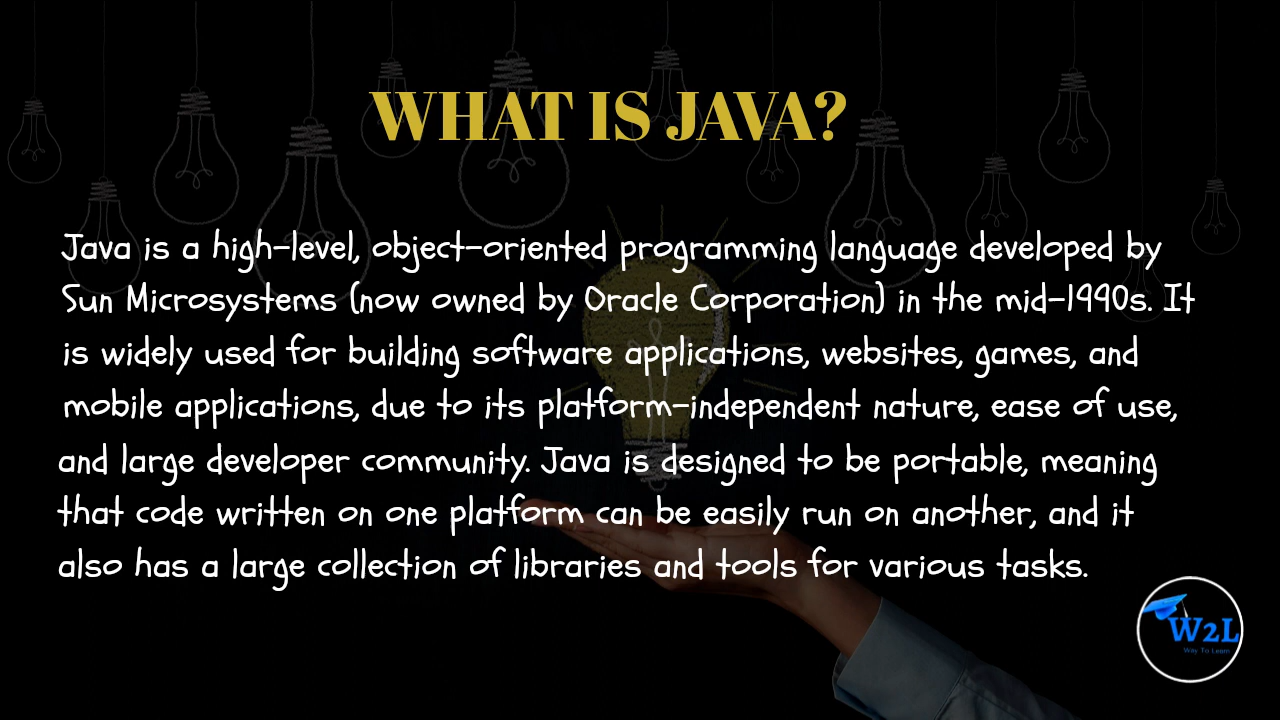 WHAT IS JAVA?
Java is a high-level, object-oriented programming language developed by
Sun Microsystems (now owned by Oracle Corporation) in the mid-1990s. It
is widely used for building software applications, websites, games, and
mobile applications, due to its platform-independent nature, ease of use,
and large developer community. Java is designed to be portable, meaning
that code written on one platform can be easily run on another, and it
also has a large collection of libraries and tools for various tasks.
W2L
Way To Learn